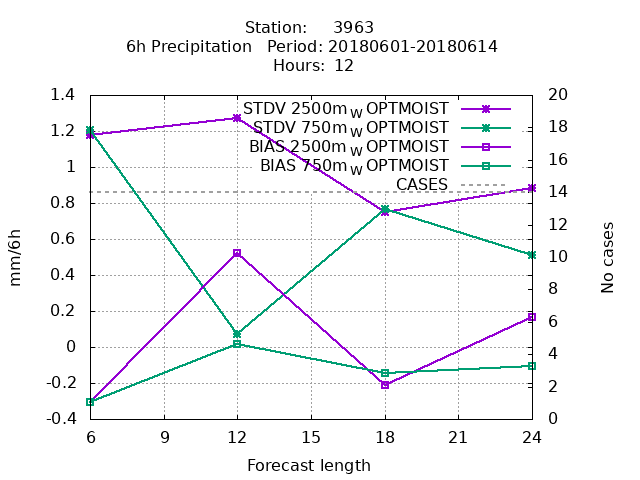 Station: 3963
6h Precipitation Period: 20180601-20180614
Hours: 12
STDV 2500m W OPTMOIST
STDV 750m W OPTMOIST
BIAS 2500m W OPTMOIST
BIAS 750m W OPTMOIST
CASES
1.4
1.2
1
0.8
0.6
0.4
0.2
0
-0.2
-0.4
mm/6h
20
18
16
14
12
10
8
6
4
2
0
No cases
6 9 12 15 18 21 24
Forecast length